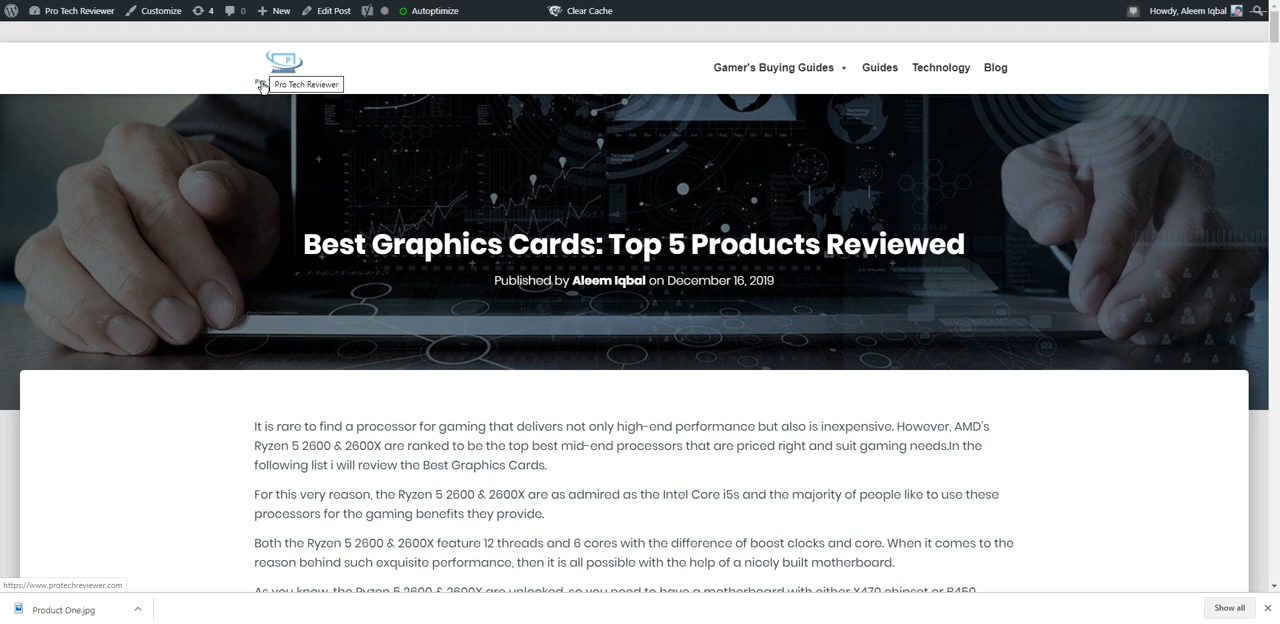 Pro Tech Reviewer Customize 4 0 New Edit Post Autoptimize Clear Cache Howdy, Aleem Iqbal
P
Pro Tech Reviewer
Gamer's Buying Guides Guides Technology Blog
Best Graphics Cards: Top 5 Products Reviewed
Published by Aleem Iqbal on December 16, 2019
It is rare to find a processor for gaming that delivers not only high-end performance but also is inexpensive. However, AMD's
Ryzen 5 2600 & 2600X are ranked to be the top best mid-end processors that are priced right and suit gaming needs.In the
following list i will review the Best Graphics Cards.
For this very reason, the Ryzen 5 2600 & 2600X are as admired as the Intel Core i5s and the majority of people like to use these
processors for the gaming benefits they provide.
Both the Ryzen 5 2600 & 2600X feature 12 threads and 6 cores with the difference of boost clocks and core. When it comes to the
reason behind such exquisite performance, then it is all possible with the help of a nicely built motherboard.
As you know, the Ryzen 5 2600 & 2600X are unlocked, so you need to have a motherboard with either X470 chipset or B450
https://www.protechreviewer.com
Product One.jpg Show all